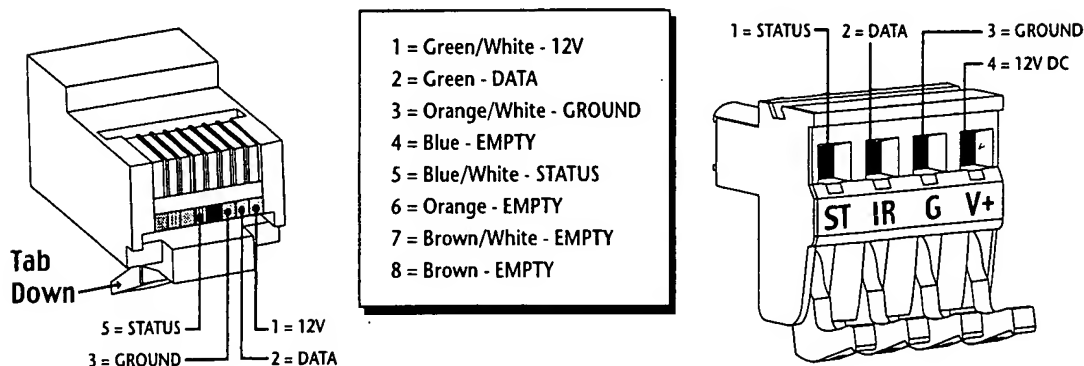 Tab
Down
5 = STATUS
3 = GROUND
1 = 12V
2 = DATA
1 = Green/White - 12V
2 = Green - DATA
3 = Orange/White - GROUND
4 = Blue - EMPTY
5 = Blue/White - STATUS
6 = Orange - EMPTY
7 = Brown/White - EMPTY
8 = Brown - EMPTY
1 = STATUS
2 = DATA
3 = GROUND
4 = 12V DC
ST IR G V+